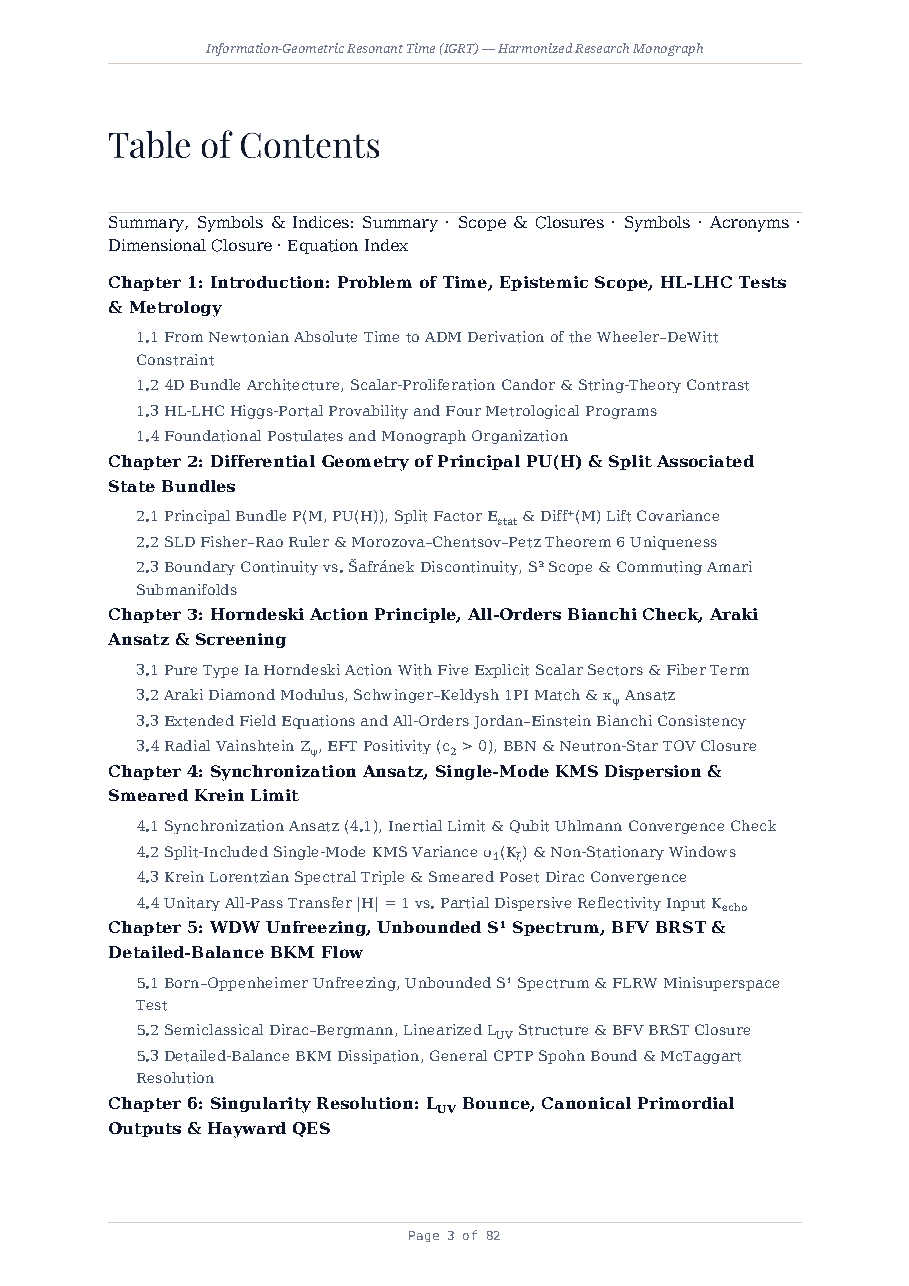 Information-Geometric Resonant Time (IGRT) — Harmonized Research Monograph
Table of Contents
Summary, Symbols & Indices: Summary · Scope & Closures · Symbols · Acronyms ·
Dimensional Closure · Equation Index
Chapter 1: Introduction: Problem of Time, Epistemic Scope, HL-LHC Tests
& Metrology
1.1 From Newtonian Absolute Time to ADM Derivation of the Wheeler–DeWitt
Constraint
1.2 4D Bundle Architecture, Scalar-Proliferation Candor & String-Theory Contrast
1.3 HL-LHC Higgs-Portal Provability and Four Metrological Programs
1.4 Foundational Postulates and Monograph Organization
Chapter 2: Differential Geometry of Principal PU(H) & Split Associated
State Bundles
2.1 Principal Bundle P(M, PU(H)), Split Factor E_stat & Diff⁺(M) Lift Covariance
2.2 SLD Fisher–Rao Ruler & Morozova–Chentsov–Petz Theorem 6 Uniqueness
2.3 Boundary Continuity vs. Šafránek Discontinuity, S² Scope & Commuting Amari
Submanifolds
Chapter 3: Horndeski Action Principle, All-Orders Bianchi Check, Araki
Ansatz & Screening
3.1 Pure Type Ia Horndeski Action With Five Explicit Scalar Sectors & Fiber Term
3.2 Araki Diamond Modulus, Schwinger–Keldysh 1PI Match & κ_ψ Ansatz
3.3 Extended Field Equations and All-Orders Jordan–Einstein Bianchi Consistency
3.4 Radial Vainshtein Z_ψ, EFT Positivity (c₂ > 0), BBN & Neutron-Star TOV Closure
Chapter 4: Synchronization Ansatz, Single-Mode KMS Dispersion &
Smeared Krein Limit
4.1 Synchronization Ansatz (4.1), Inertial Limit & Qubit Uhlmann Convergence Check
4.2 Split-Included Single-Mode KMS Variance υ₁(K_ξ) & Non-Stationary Windows
4.3 Krein Lorentzian Spectral Triple & Smeared Poset Dirac Convergence
4.4 Unitary All-Pass Transfer |H| = 1 vs. Partial Dispersive Reflectivity Input K_echo
Chapter 5: WDW Unfreezing, Unbounded S¹ Spectrum, BFV BRST &
Detailed-Balance BKM Flow
5.1 Born–Oppenheimer Unfreezing, Unbounded S¹ Spectrum & FLRW Minisuperspace
Test
5.2 Semiclassical Dirac–Bergmann, Linearized L_UV Structure & BFV BRST Closure
5.3 Detailed-Balance BKM Dissipation, General CPTP Spohn Bound & McTaggart
Resolution
Chapter 6: Singularity Resolution: L_UV Bounce, Canonical Primordial
Outputs & Hayward QES
Page 3 of 82